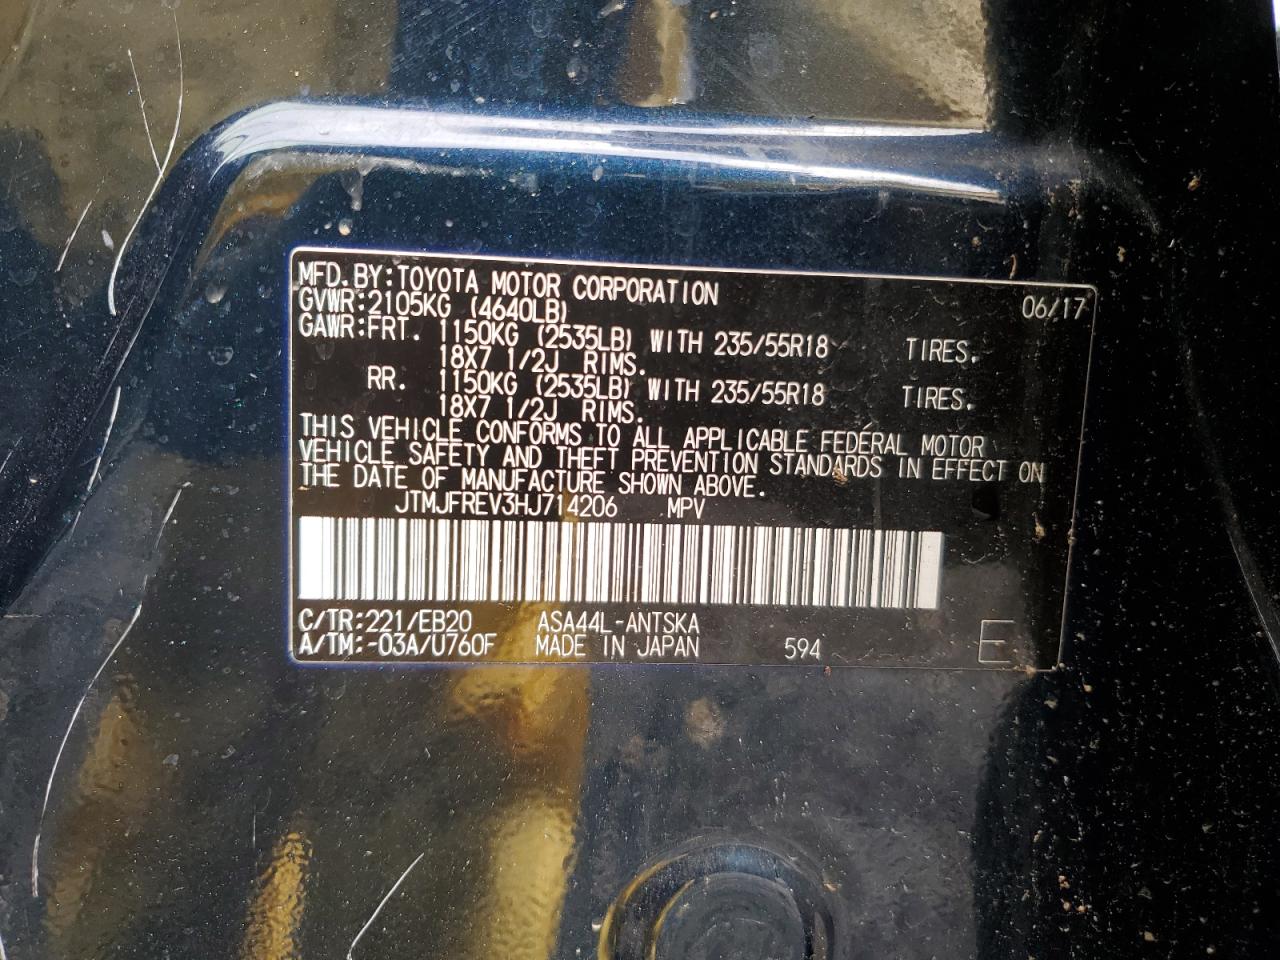 MFD.BY:TOYOTA MOTOR CORPORATION 06/17
GVWR:2105KG (4640LB)
GAWR:FRT. 1150KG (2535LB) WITH 235/55R18 TIRES.
18X7 1/2J RIMS.
RR. 1150KG (2535LB) WITH 235/55R18 TIRES.
18X7 1/2J RIMS.
THIS VEHICLE CONFORMS TO ALL APPLICABLE FEDERAL MOTOR
VEHICLE SAFETY AND THEFT PREVENTION STANDARDS IN EFFECT ON
THE DATE OF MANUFACTURE SHOWN ABOVE.
JTMJFREV3HJ714206 MPV
C/TR:221/EB20 ASA44L-ANTSKA
A/TM:-03A/U760F MADE IN JAPAN 594 E